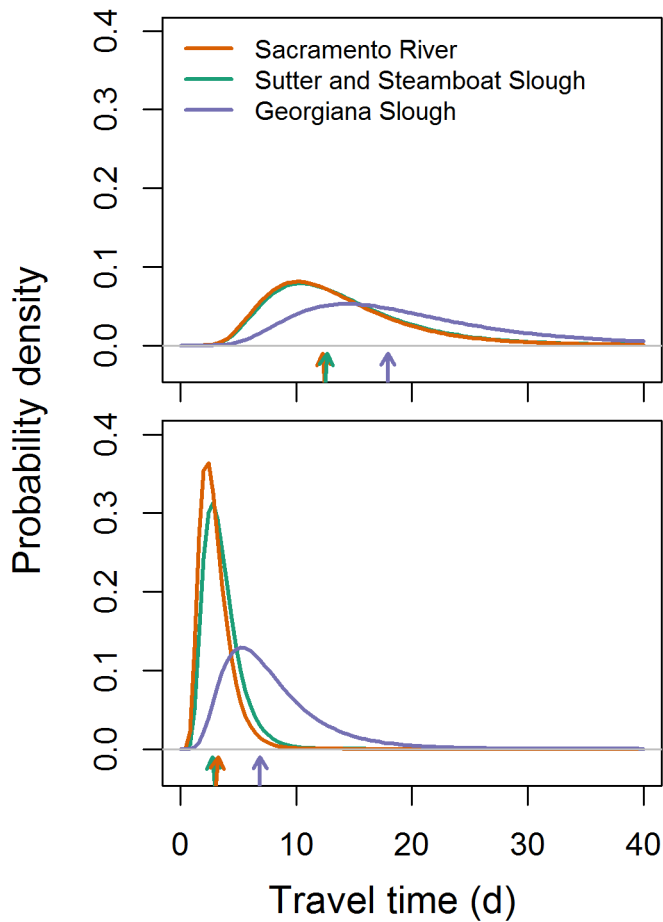 0.4
0.3
0.2
0.1
0.0
Sacramento River
Sutter and Steamboat Slough
Georgiana Slough
Probability density
0.4
0.3
0.2
0.1
0.0
0 10 20 30 40
Travel time (d)